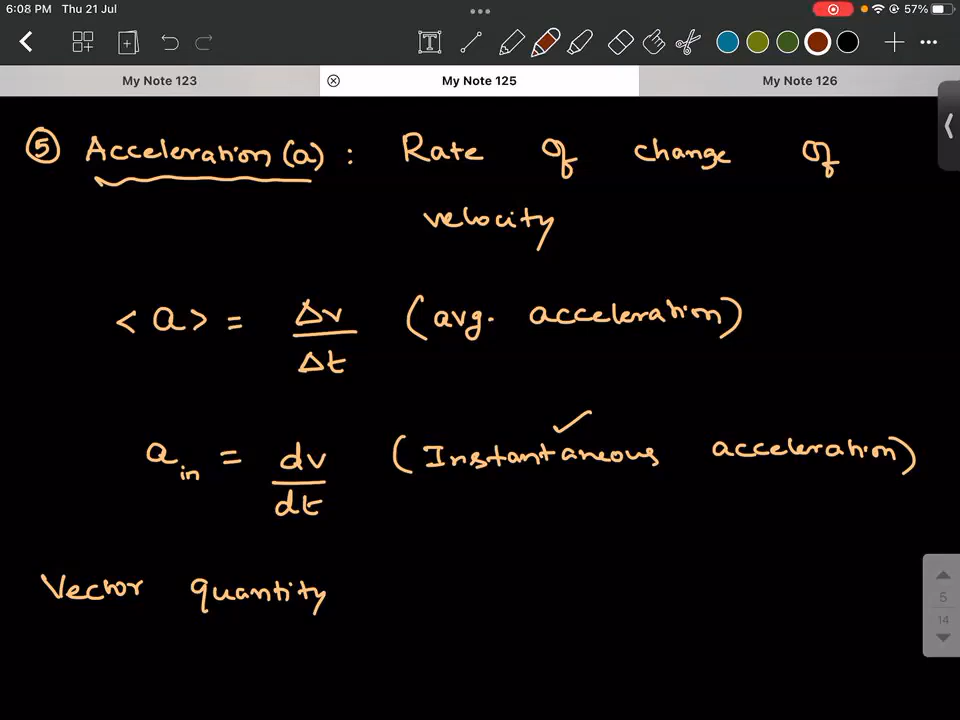 6:08 PM Thu 21 Jul
57%
T
My Note 123
My Note 125
My Note 126
5 Acceleration (a) : Rate of change of
velocity
< a > = Δv / Δt (avg. acceleration)
a in = dv / dt (Instantaneous acceleration)
Vector quantity
5
14